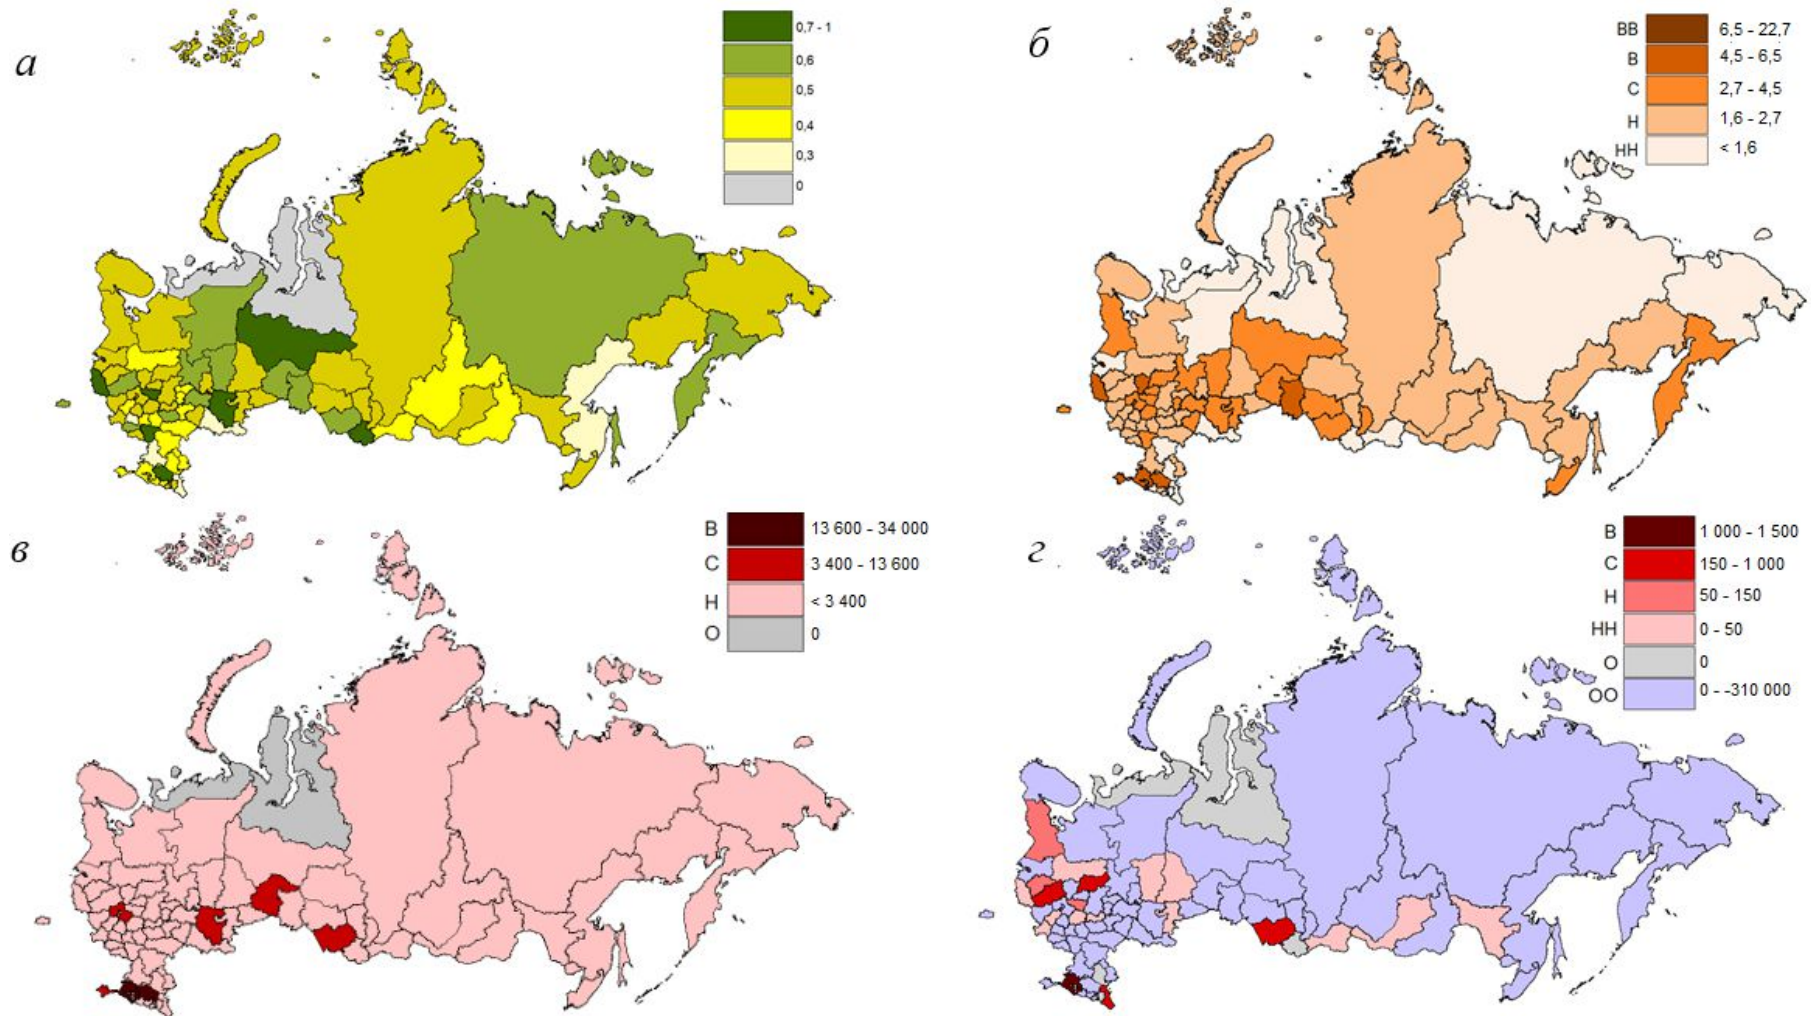 а
0,7 - 1
0,6
0,5
0,4
0,3
0
б
ВВ 6,5 - 22,7
В 4,5 - 6,5
С 2,7 - 4,5
Н 1,6 - 2,7
НН < 1,6
в
В 13 600 - 34 000
С 3 400 - 13 600
Н < 3 400
О 0
г
В 1 000 - 1 500
С 150 - 1 000
Н 50 - 150
НН 0 - 50
О 0
ОО 0 - -310 000